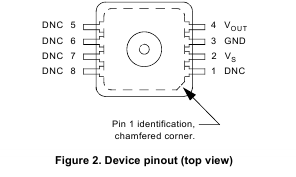 DNC 5 4 VOUT
DNC 6 3 GND
DNC 7 2 VS
DNC 8 1 DNC
Pin 1 identification,
chamfered corner.
Figure 2. Device pinout (top view)